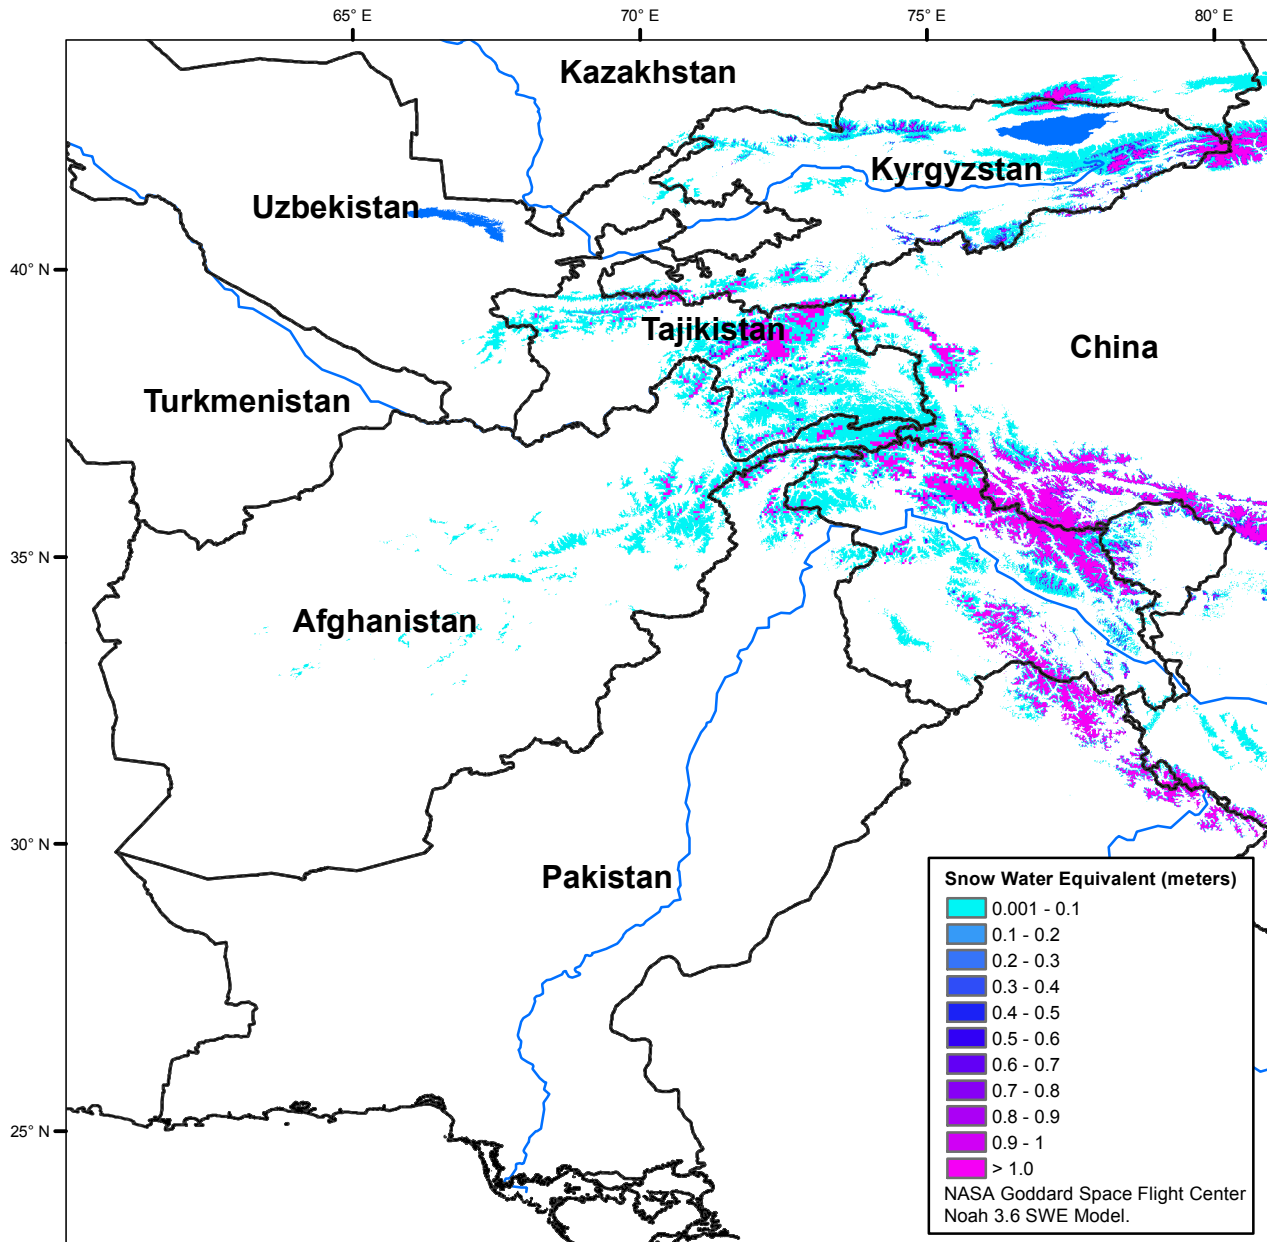 65° E
70° E
75° E
80° E
Kazakhstan
Kyrgyzstan
Uzbekistan
40° N
Tajikistan
China
Turkmenistan
35° N
Afghanistan
30° N
Pakistan
25° N
Snow Water Equivalent (meters)
0.001 - 0.1
0.1 - 0.2
0.2 - 0.3
0.3 - 0.4
0.4 - 0.5
0.5 - 0.6
0.6 - 0.7
0.7 - 0.8
0.8 - 0.9
0.9 - 1
> 1.0
NASA Goddard Space Flight Center
Noah 3.6 SWE Model.